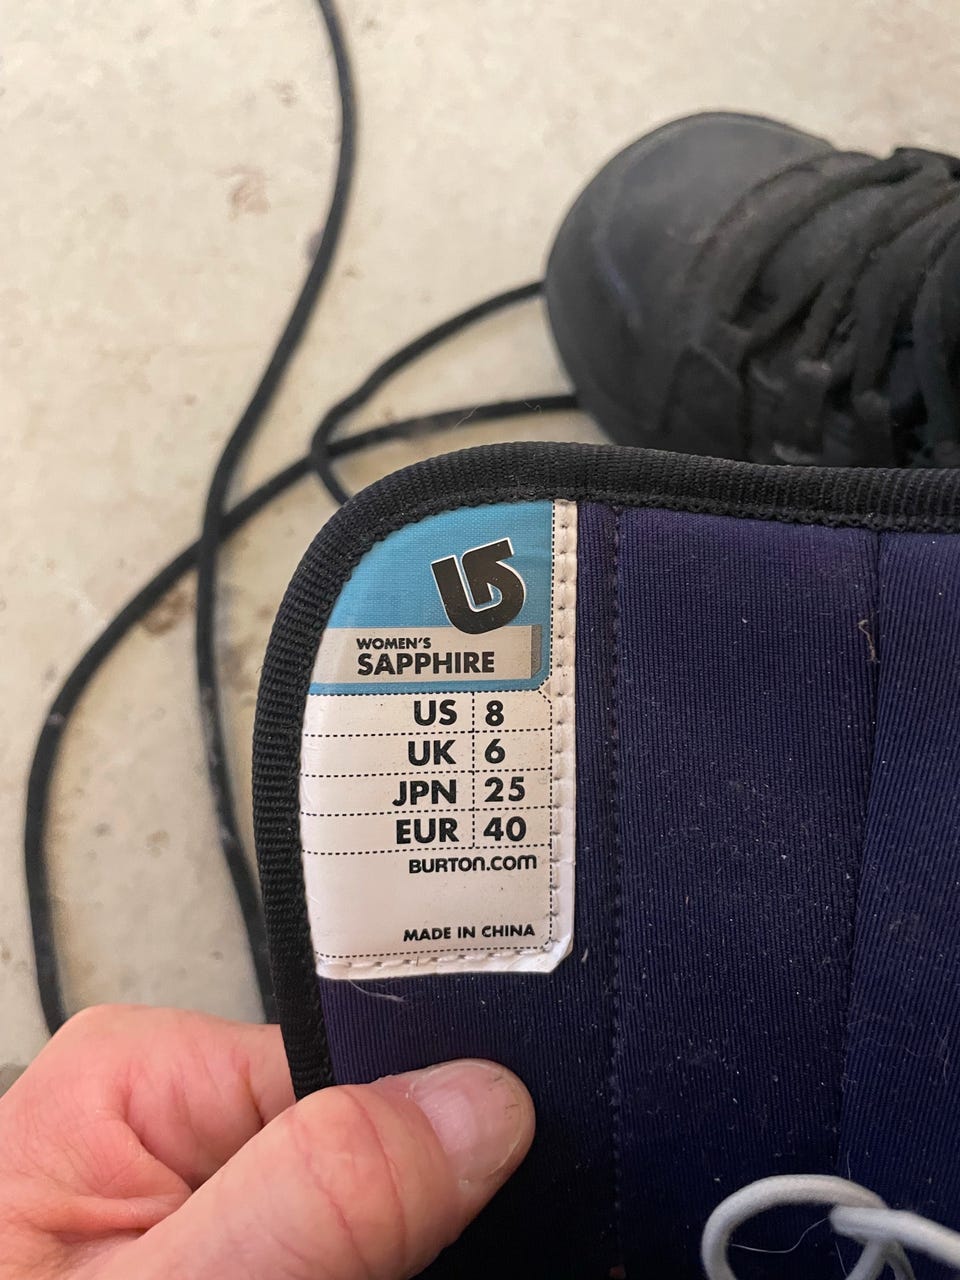 WOMEN'S
SAPPHIRE
US 8
UK 6
JPN 25
EUR 40
BURTON.COM
MADE IN CHINA